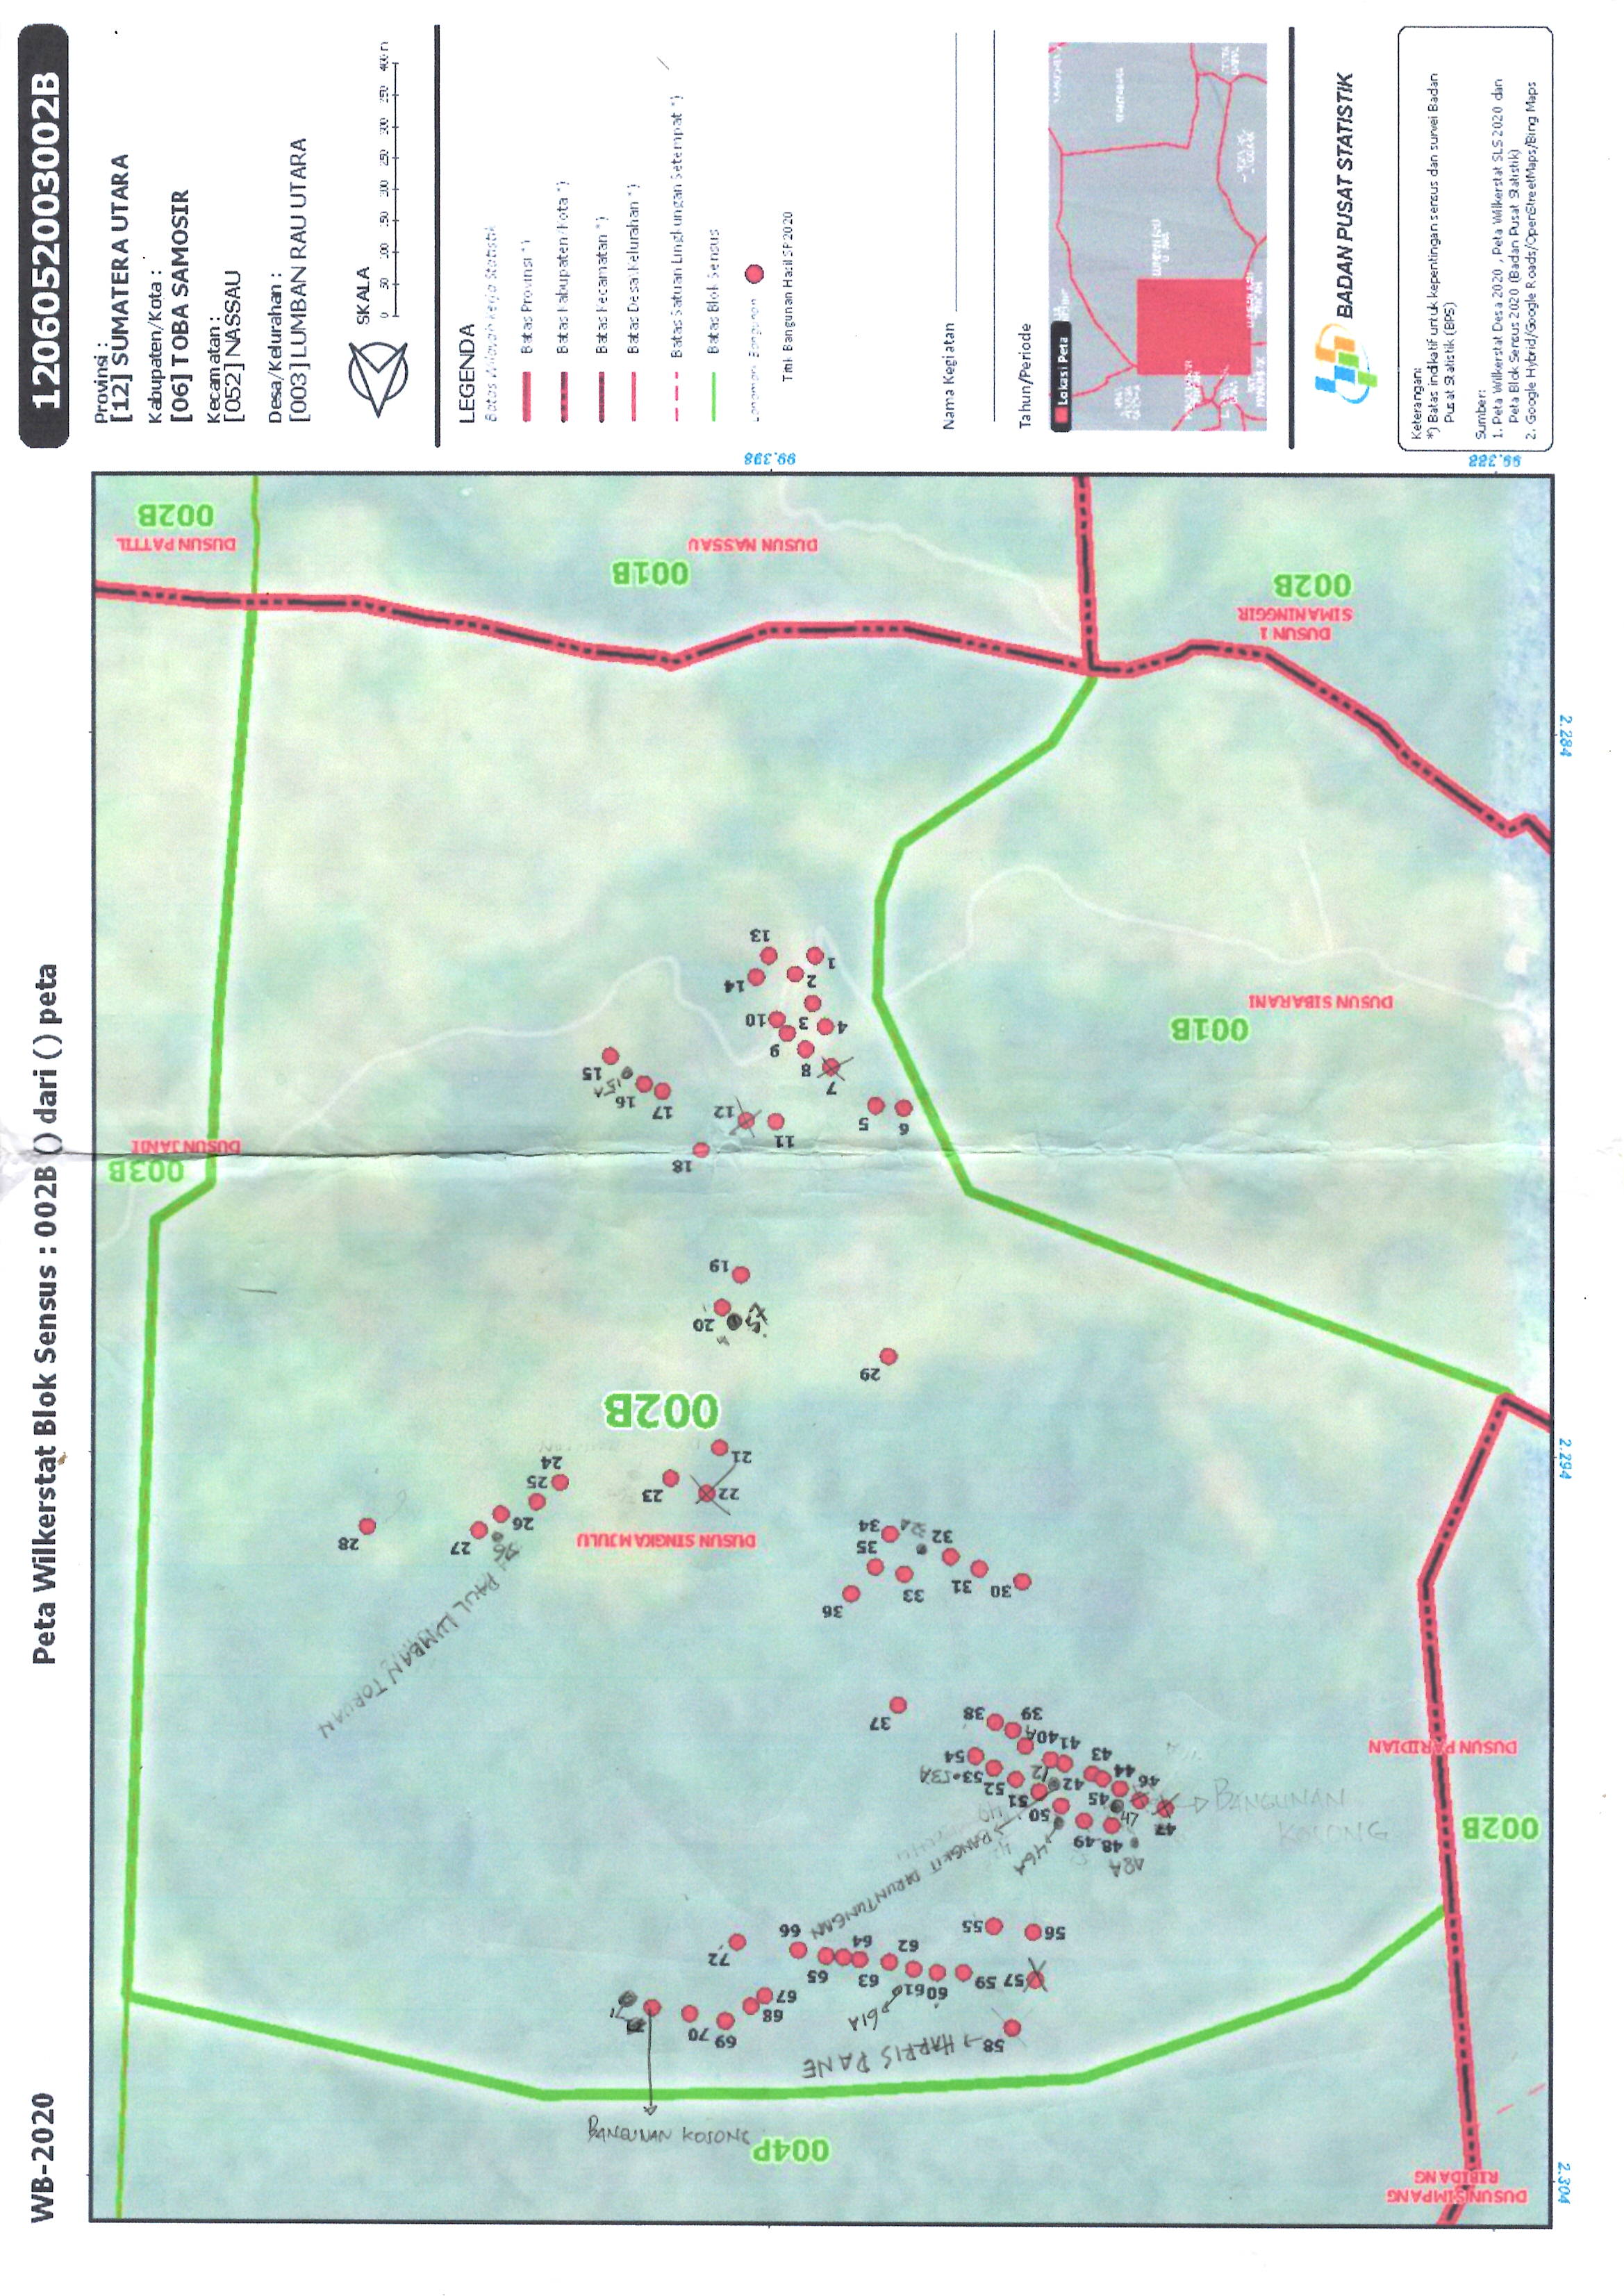 WB-2020
Peta Wilkerstat Blok Sensus : 002B () dari () peta
2.304
2.294
2.284
99.388
99.398
DUSUN SIMPANG
RIBIDANG
004P
BANGUNAN KOSONG
58 → HARRIS PANE
61A
69
70
68
67
71
57
59
60
61
62
63
64
65
66
72
56
55
BANGKIT PARUNTUNGAN
002B
DUSUN PARIDIAN
BANGUNAN
KOSONG
48A
46A
47
48
49
50
51
52
53
53A
54
46
45
44
43
42
41
40A
39
38
37
36
30
31
32
32A
33
34
35
DUSUN SINGKAMJULU
PAUL LUMBAN TORUAN
46
27
28
26
25
24
22
23
21
002B
29
20
19
18
003B
DUSUN JANJI
6
5
11
12
17
16
15A
15
7
8
9
4
3
10
2
14
1
13
001B
DUSUN SIBARANI
DUSUN 1
SIMANINGGIR
002B
001B
DUSUN NASSAU
DUSUN PATTIL
002B
1206052003002B
Provinsi :
[12] SUMATERA UTARA
Kabupaten/Kota :
[06] TOBA SAMOSIR
Kecamatan :
[052] NASSAU
Desa/Kelurahan :
[003] LUMBAN RAU UTARA
SKALA
0 50 100 150 200 250 300 350 400 m
LEGENDA
Batas Wilayah Kerja Statistik
Batas Provinsi *)
Batas Kabupaten/Kota *)
Batas Kecamatan *)
Batas Desa/Kelurahan *)
Batas Satuan Lingkungan Setempat *)
Batas Blok Sensus
Titik Bangunan Hasil SP2020
Nama Kegiatan
Tahun/Periode
Lokasi Peta
BADAN PUSAT STATISTIK
Keterangan:
*) Batas indikatif untuk kepentingan sensus dan survei Badan
Pusat Statistik (BPS)
Sumber:
1. Peta Wilkerstat Desa 2020 , Peta Wilkerstat SLS 2020 dan
Peta Blok Sensus 2020 (Badan Pusat Statistik)
2. Google Hybrid/Google Roads/OpenStreetMaps/Bing Maps